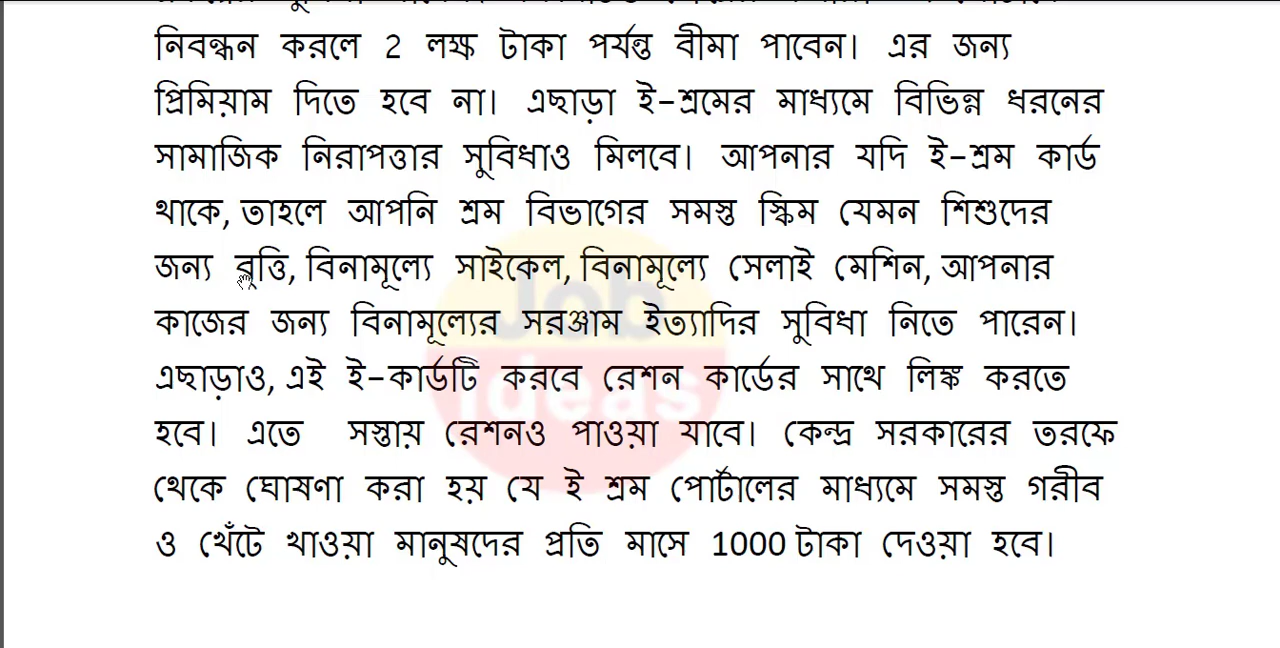 নিবন্ধন করলে 2 লক্ষ টাকা পর্যন্ত বীমা পাবেন। এর জন্য
প্রিমিয়াম দিতে হবে না। এছাড়া ই-শ্রমের মাধ্যমে বিভিন্ন ধরনের
সামাজিক নিরাপত্তার সুবিধাও মিলবে। আপনার যদি ই-শ্রম কার্ড
থাকে, তাহলে আপনি শ্রম বিভাগের সমস্ত স্কিম যেমন শিশুদের
জন্য বৃত্তি, বিনামূল্যে সাইকেল, বিনামূল্যে সেলাই মেশিন, আপনার
কাজের জন্য বিনামূল্যের সরঞ্জাম ইত্যাদির সুবিধা নিতে পারেন।
এছাড়াও, এই ই-কার্ডটি করবে রেশন কার্ডের সাথে লিঙ্ক করতে
হবে। এতে সস্তায় রেশনও পাওয়া যাবে। কেন্দ্র সরকারের তরফে
থেকে ঘোষণা করা হয় যে ই শ্রম পোর্টালের মাধ্যমে সমস্ত গরীব
ও খেঁটে খাওয়া মানুষদের প্রতি মাসে 1000 টাকা দেওয়া হবে।
Job
Ideas